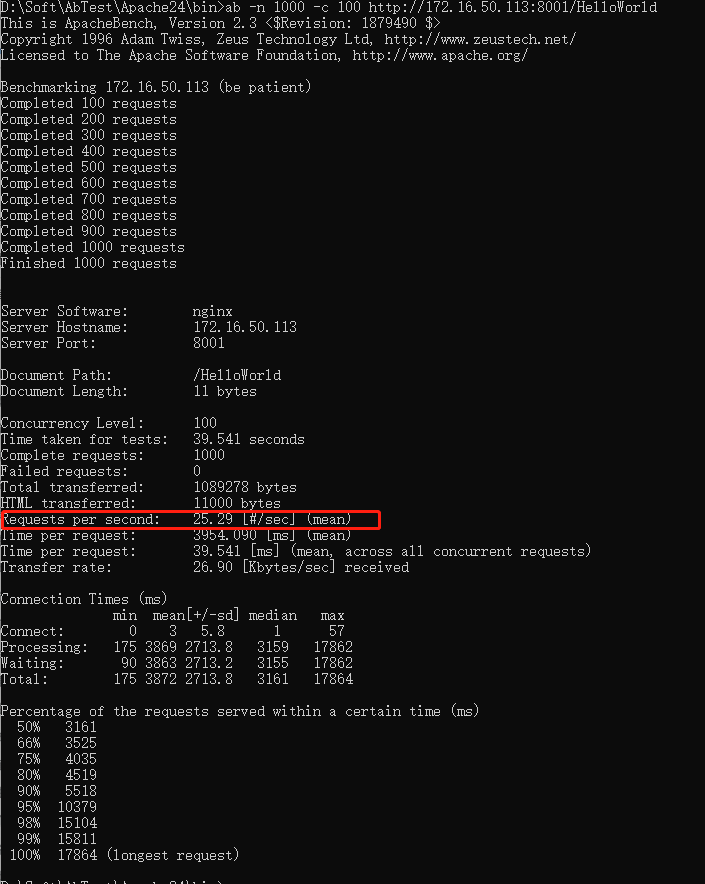 D:\Soft\AbTest\Apache24\bin>ab -n 1000 -c 100 http://172.16.50.113:8001/HelloWorld
This is ApacheBench, Version 2.3 <$Revision: 1879490 $>
Copyright 1996 Adam Twiss, Zeus Technology Ltd, http://www.zeustech.net/
Licensed to The Apache Software Foundation, http://www.apache.org/
Benchmarking 172.16.50.113 (be patient)
Completed 100 requests
Completed 200 requests
Completed 300 requests
Completed 400 requests
Completed 500 requests
Completed 600 requests
Completed 700 requests
Completed 800 requests
Completed 900 requests
Completed 1000 requests
Finished 1000 requests
Server Software: nginx
Server Hostname: 172.16.50.113
Server Port: 8001
Document Path: /HelloWorld
Document Length: 11 bytes
Concurrency Level: 100
Time taken for tests: 39.541 seconds
Complete requests: 1000
Failed requests: 0
Total transferred: 1089278 bytes
HTML transferred: 11000 bytes
Requests per second: 25.29 [#/sec] (mean)
Time per request: 3954.090 [ms] (mean)
Time per request: 39.541 [ms] (mean, across all concurrent requests)
Transfer rate: 26.90 [Kbytes/sec] received
Connection Times (ms)
min mean[+/-sd] median max
Connect: 0 3 5.8 1 57
Processing: 175 3869 2713.8 3159 17862
Waiting: 90 3863 2713.2 3155 17862
Total: 175 3872 2713.8 3161 17864
Percentage of the requests served within a certain time (ms)
50% 3161
66% 3525
75% 4035
80% 4519
90% 5518
95% 10379
98% 15104
99% 15811
100% 17864 (longest request)
D:\Soft\AbTest\Apache24\bin>